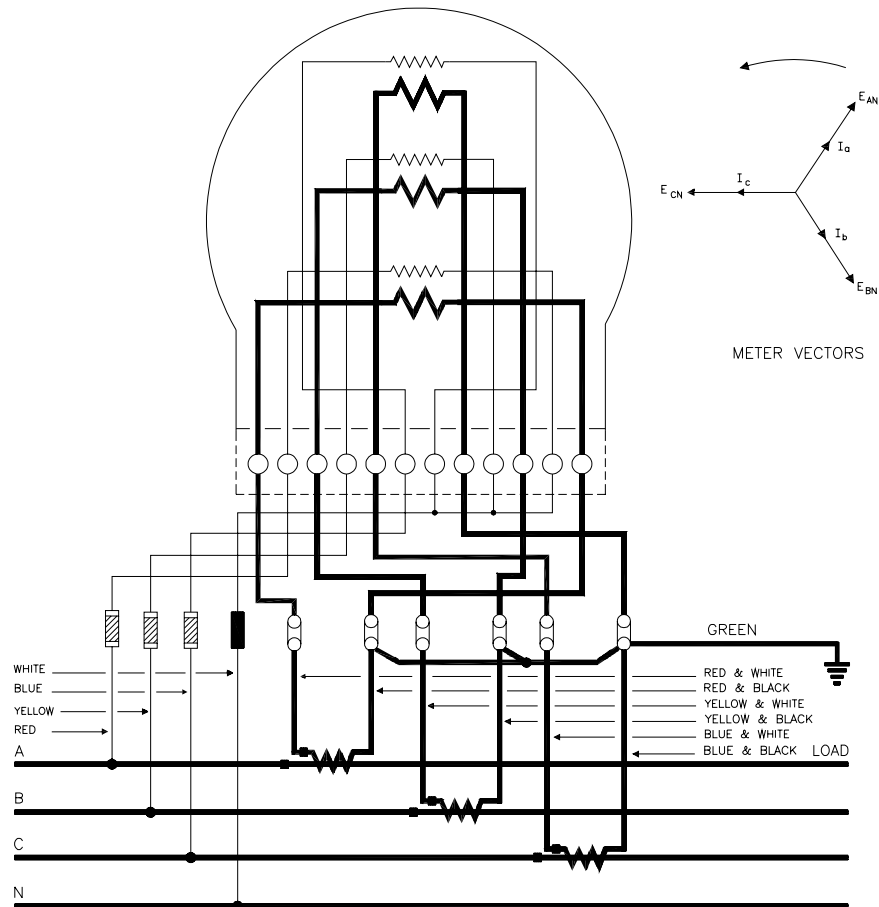 E AN
I a
E CN
I c
I b
E BN
METER VECTORS
GREEN
WHITE
BLUE
YELLOW
RED
RED & WHITE
RED & BLACK
YELLOW & WHITE
YELLOW & BLACK
BLUE & WHITE
BLUE & BLACK
LOAD
A
B
C
N